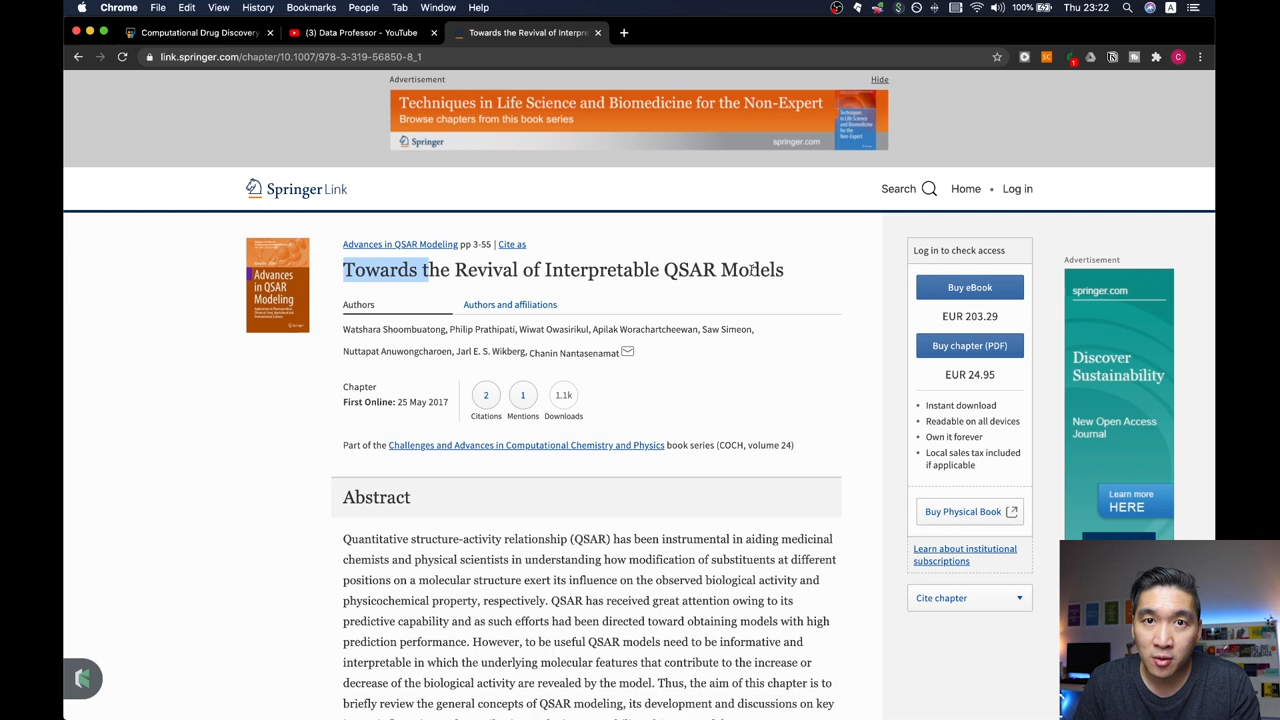 Chrome File Edit View History Bookmarks People Tab Window Help 100% Thu 23:22
Computational Drug Discovery
(3) Data Professor - YouTube
Towards the Revival of Interpre
link.springer.com/chapter/10.1007/978-3-319-56850-8_1
Advertisement
Hide
Techniques in Life Science and Biomedicine for the Non-Expert
Browse chapters from this book series
Springer
springer.com
Springer Link
Search Home • Log in
Advances in QSAR Modeling
Advances in QSAR Modeling pp 3-55 | Cite as
Towards the Revival of Interpretable QSAR Models
Authors Authors and affiliations
Watshara Shoombuatong, Philip Prathipati, Wiwat Owasirikul, Apilak Worachartcheewan, Saw Simeon,
Nuttapat Anuwongcharoen, Jarl E. S. Wikberg, Chanin Nantasenamat
Chapter
First Online: 25 May 2017
2
Citations
1
Mentions
1.1k
Downloads
Part of the Challenges and Advances in Computational Chemistry and Physics book series (COCH, volume 24)
Abstract
Quantitative structure-activity relationship (QSAR) has been instrumental in aiding medicinal
chemists and physical scientists in understanding how modification of substituents at different
positions on a molecular structure exert its influence on the observed biological activity and
physicochemical property, respectively. QSAR has received great attention owing to its
predictive capability and as such efforts had been directed toward obtaining models with high
prediction performance. However, to be useful QSAR models need to be informative and
interpretable in which the underlying molecular features that contribute to the increase or
decrease of the biological activity are revealed by the model. Thus, the aim of this chapter is to
briefly review the general concepts of QSAR modeling, its development and discussions on key
Log in to check access
Buy eBook
EUR 203.29
Buy chapter (PDF)
EUR 24.95
• Instant download
• Readable on all devices
• Own it forever
• Local sales tax included
if applicable
Buy Physical Book
Learn about institutional
subscriptions
Cite chapter
Advertisement
springer.com
Discover
Sustainability
New Open Access
Journal
Learn more
HERE